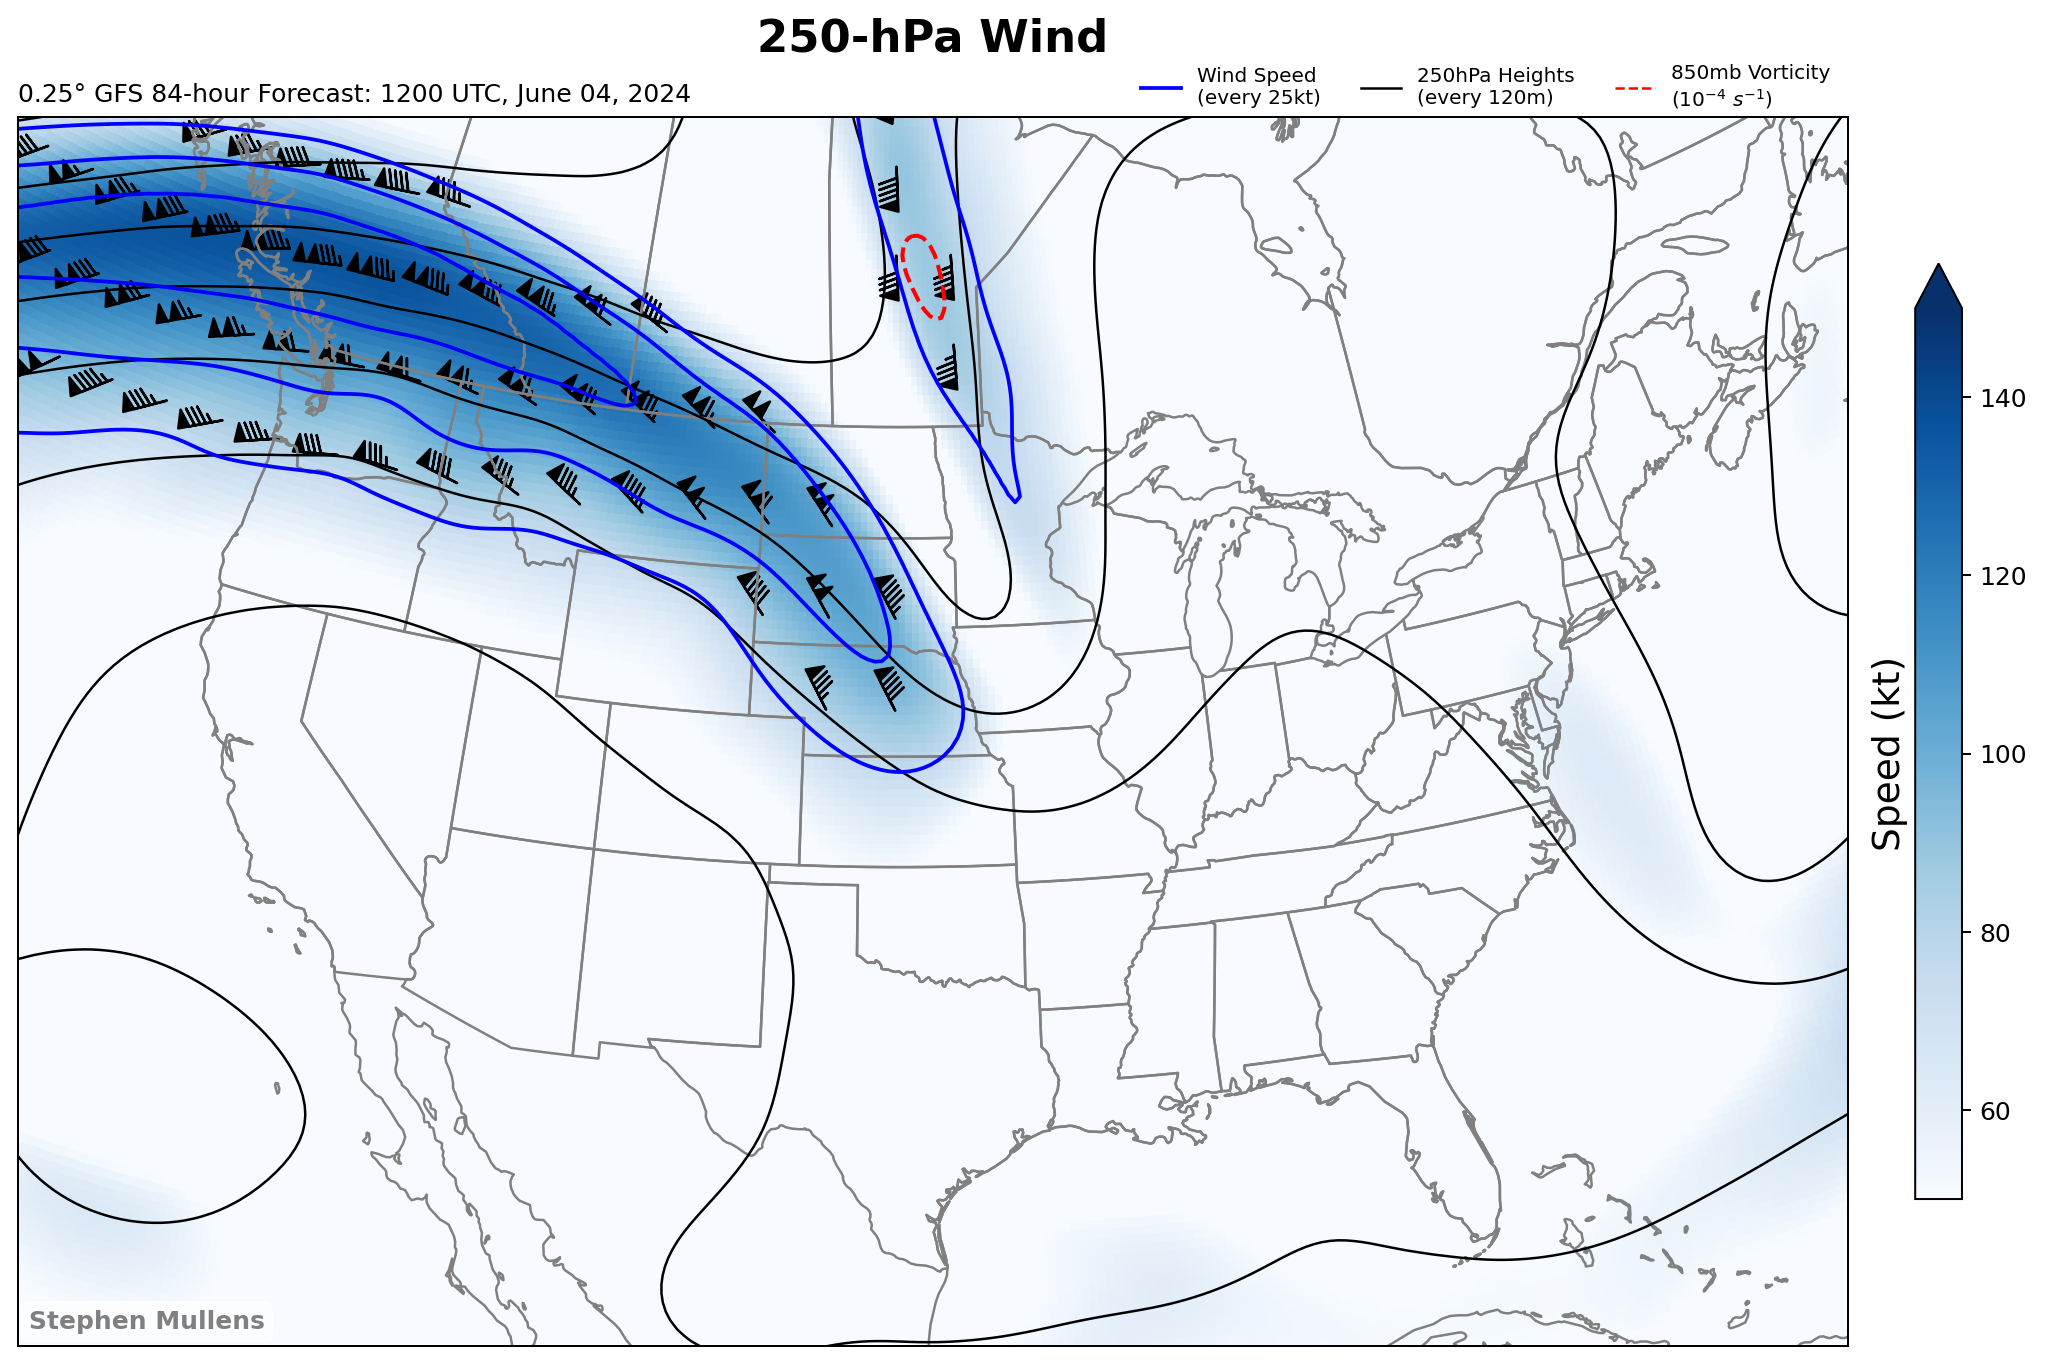 250-hPa Wind
0.25° GFS 84-hour Forecast: 1200 UTC, June 04, 2024
Wind Speed
(every 25kt)
250hPa Heights
(every 120m)
850mb Vorticity
(10⁻⁴ s⁻¹)
140
120
100
80
60
Speed (kt)
Stephen Mullens